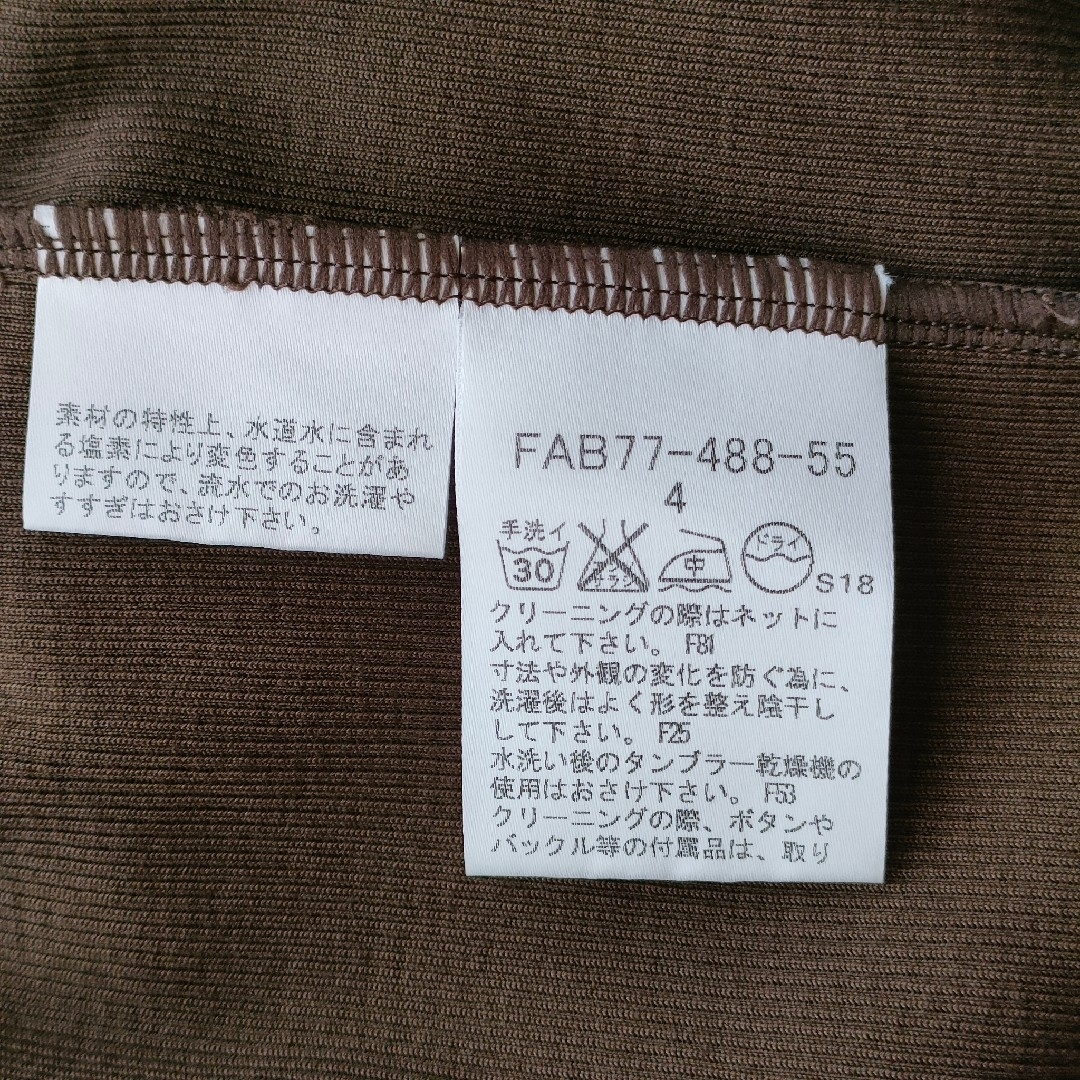 素材の特性上、水道水に含まれ
る塩素により変色することがあ
りますので、流水でのお洗濯や
すすぎはおさけ下さい。
FAB77-488-55
4
手洗イ
30
エンソ
サラシ
中
ドライ
S18
クリーニングの際はネットに
入れて下さい。 F81
寸法や外観の変化を防ぐ為に、
洗濯後はよく形を整え陰干し
して下さい。 F25
水洗い後のタンブラー乾燥機の
使用はおさけ下さい。 F53
クリーニングの際、ボタンや
バックル等の付属品は、取り